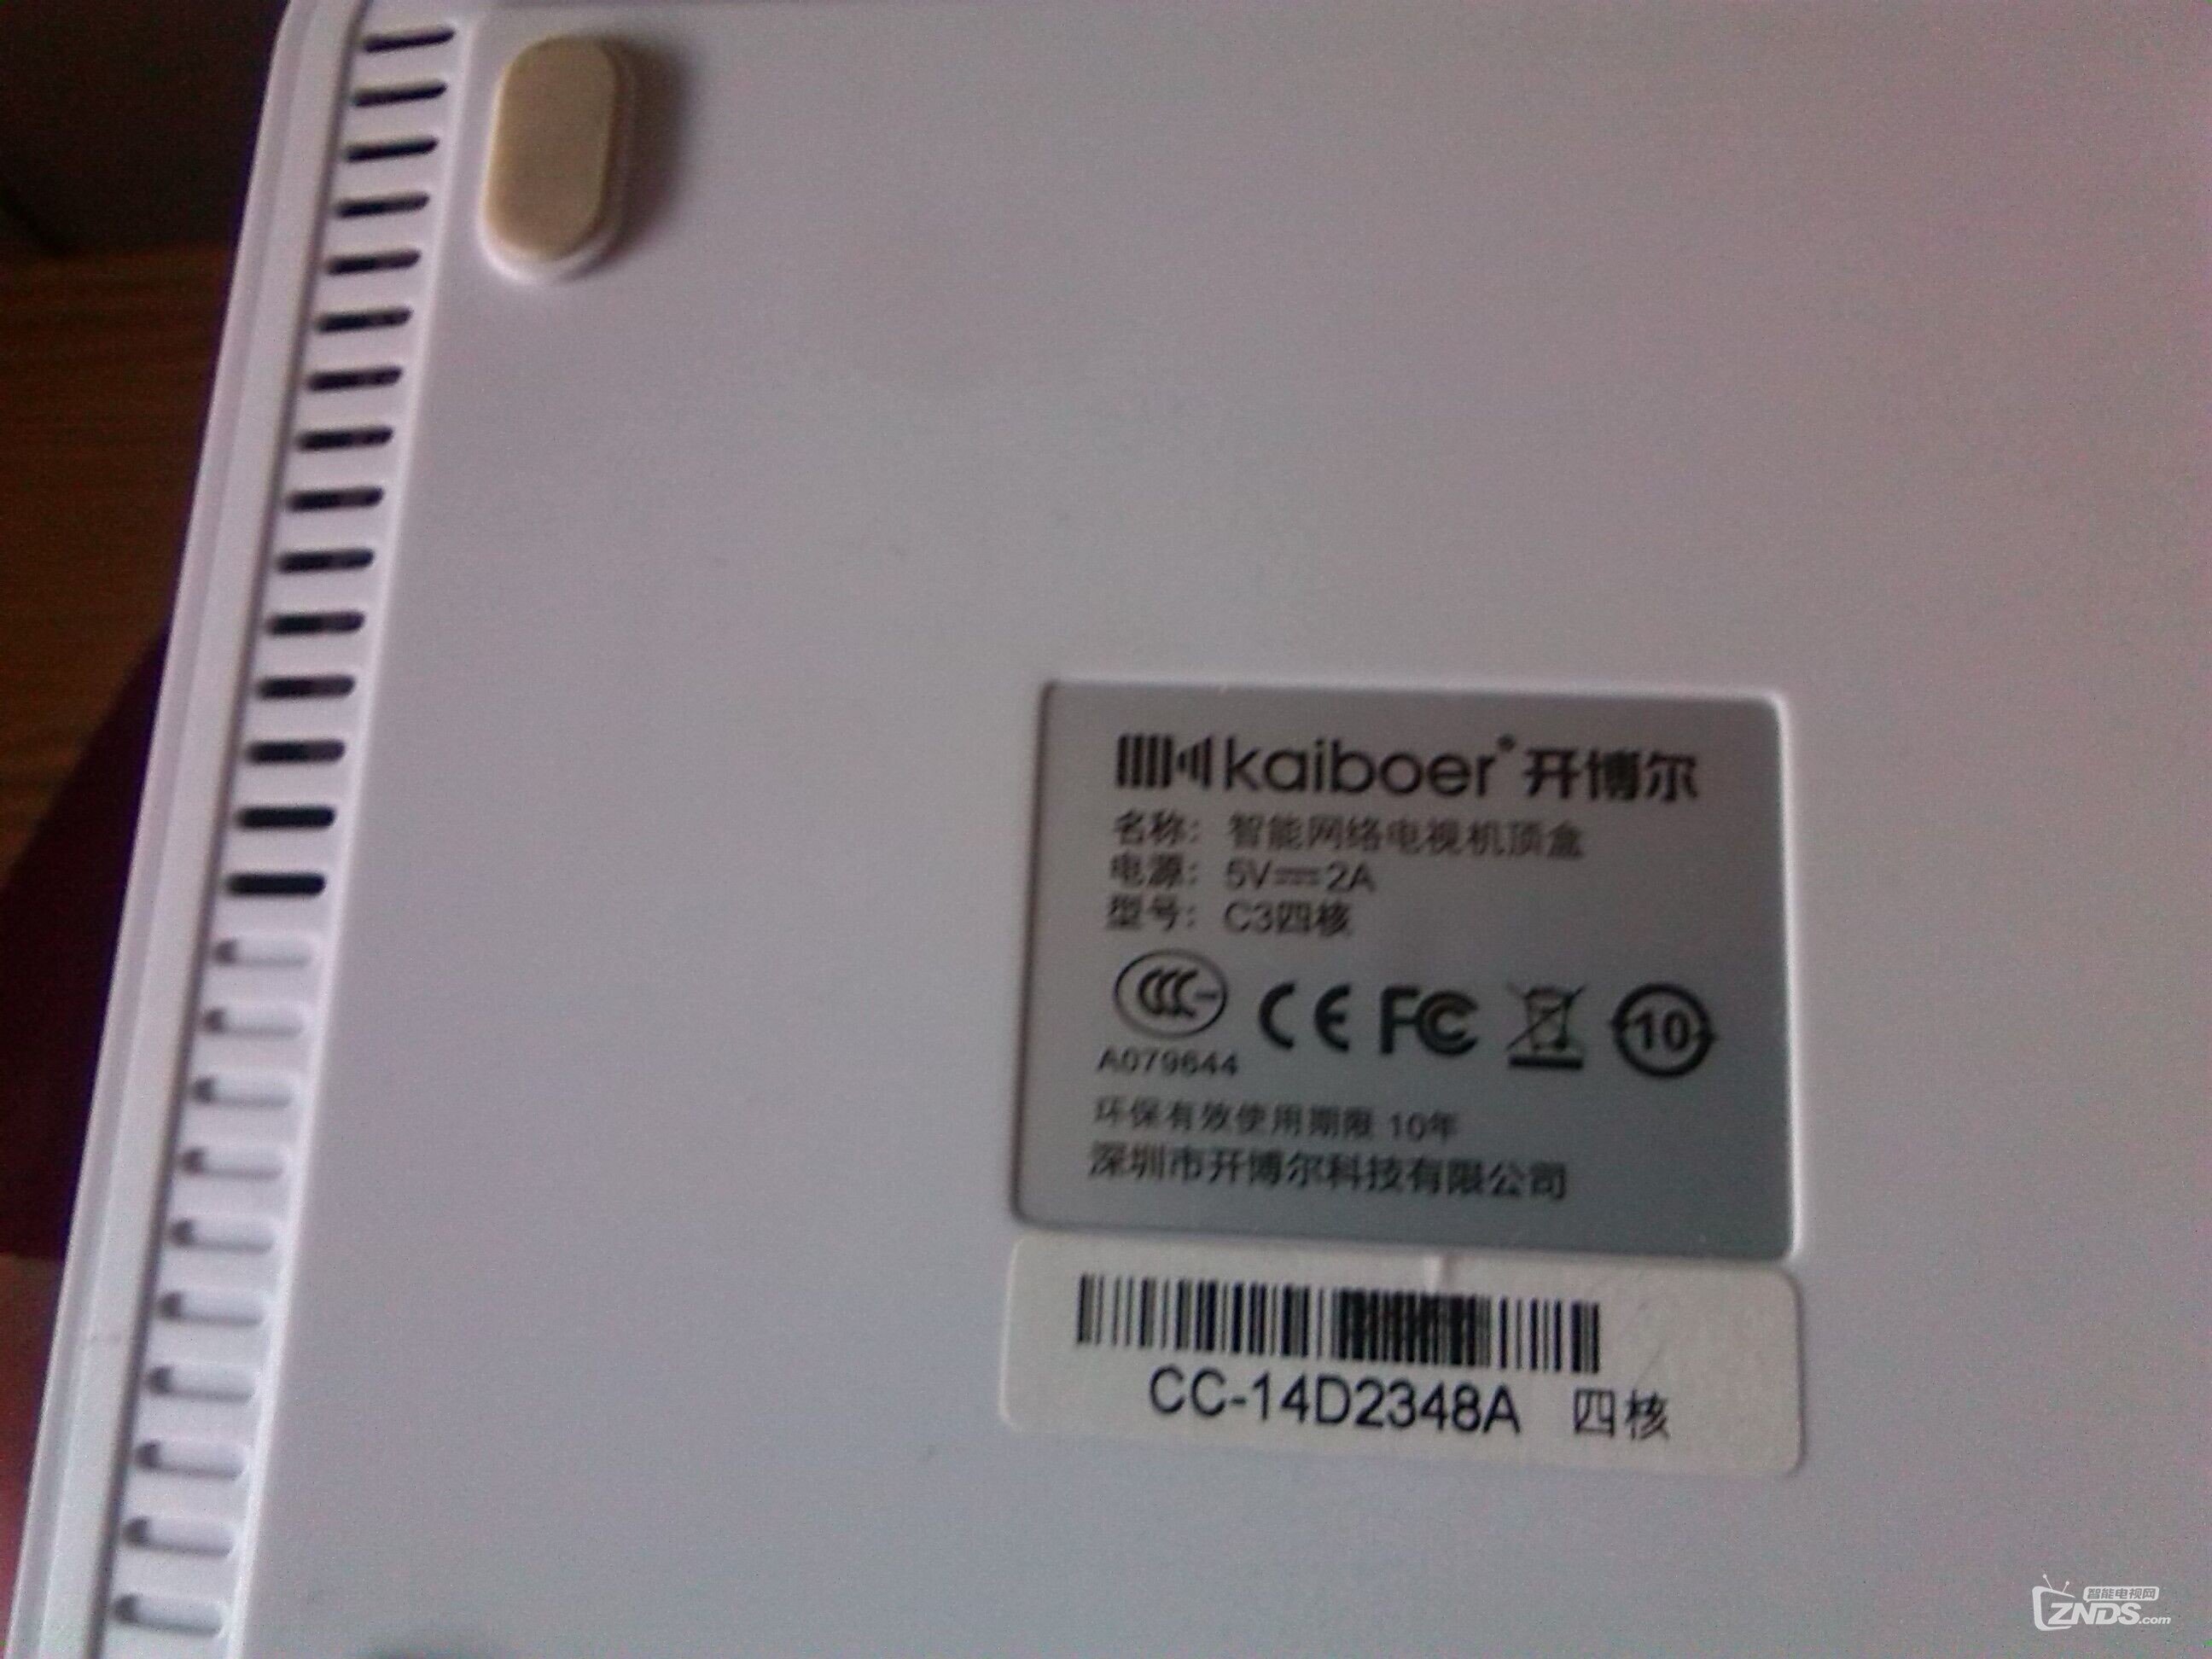 kaiboer® 开博尔
名称：智能网络电视机顶盒
电源：5V⎓2A
型号：C3四核
CCC CE FC 10
A079644
环保有效使用期限 10年
深圳市开博尔科技有限公司
CC-14D2348A 四核
智能电视网
ZNDS.com